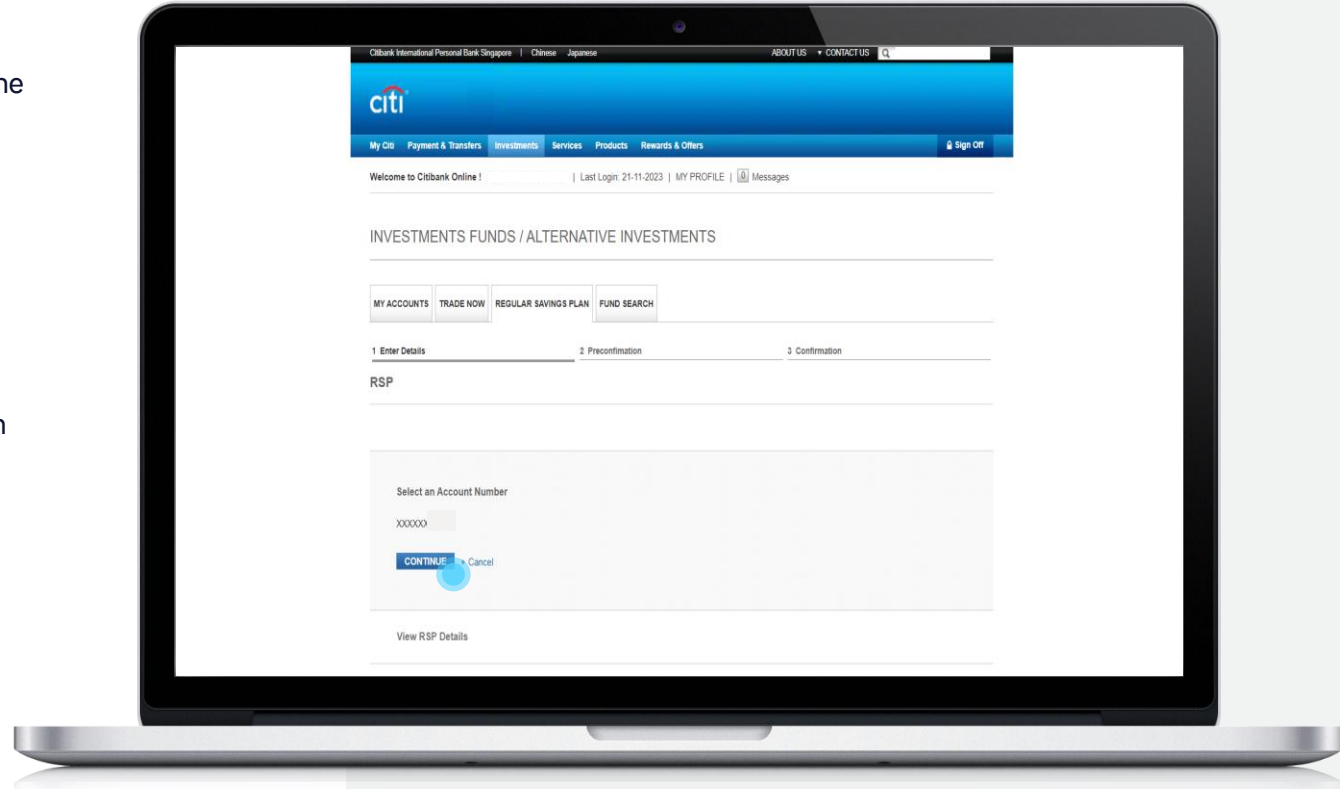 Citibank International Personal Bank Singapore | Chinese Japanese ABOUT US ▾ CONTACT US
citi
My Citi Payment & Transfers Investments Services Products Rewards & Offers Sign Off
Welcome to Citibank Online ! | Last Login: 21-11-2023 | MY PROFILE | 0 Messages
INVESTMENTS FUNDS / ALTERNATIVE INVESTMENTS
MY ACCOUNTS TRADE NOW REGULAR SAVINGS PLAN FUND SEARCH
1 Enter Details 2 Preconfimation 3 Confirmation
RSP
Select an Account Number
XXXXXX
CONTINUE Cancel
View RSP Details